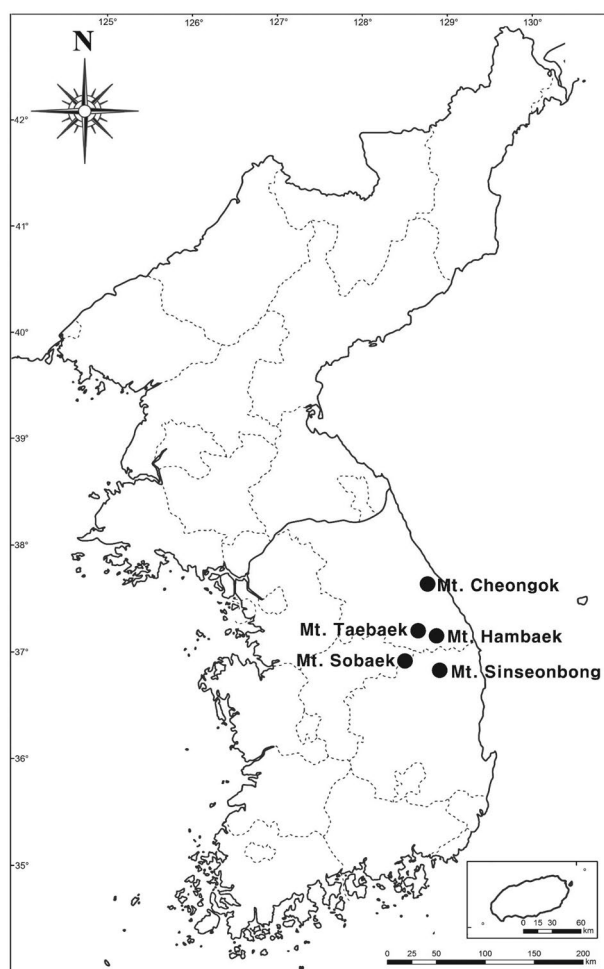 125° 126° 127° 128° 129° 130°
N
42°
41°
40°
39°
38°
Mt. Cheongok
Mt. Taebaek
Mt. Hambaek
37°
Mt. Sobaek
Mt. Sinseonbong
36°
35°
0 15 30 60
km
0 50 100 150 200
km